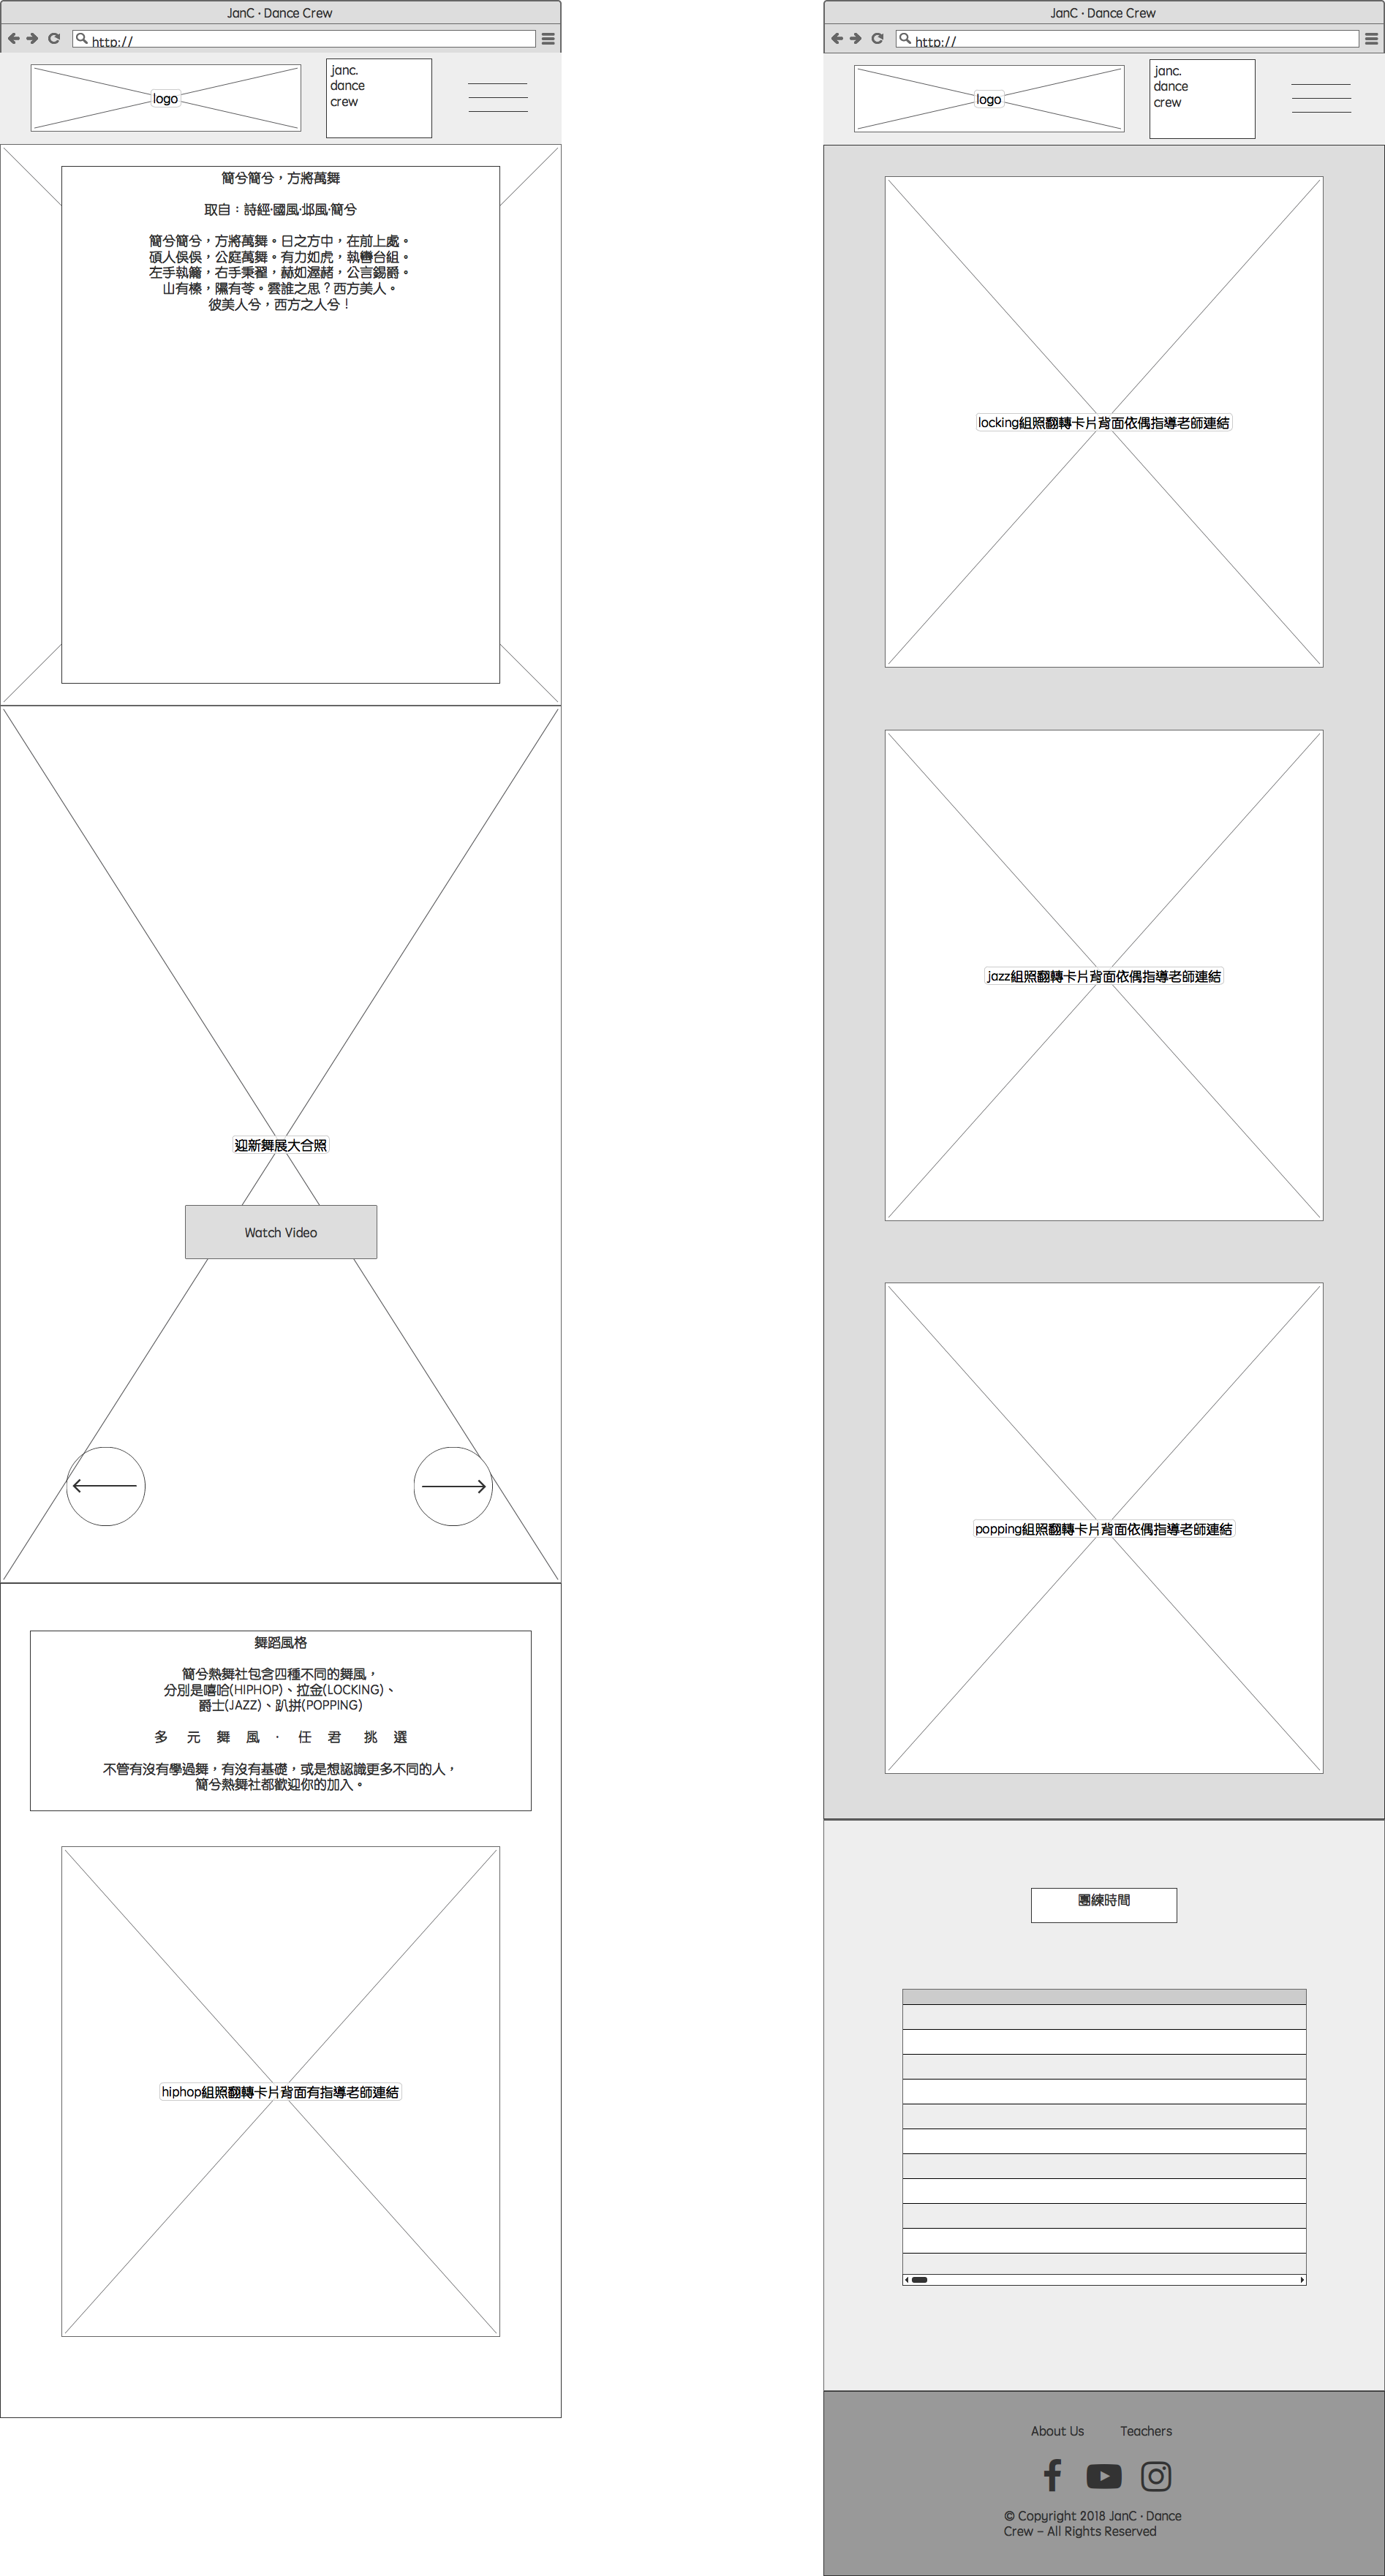 JanC · Dance Crew
http://
logo
janc.
dance
crew
簡兮簡兮，方將萬舞
取自：詩經·國風·邶風·簡兮
簡兮簡兮，方將萬舞。日之方中，在前上處。
碩人俁俁，公庭萬舞。有力如虎，執轡台組。
左手執籥，右手秉翟，赫如渥赭，公言錫爵。
山有榛，隰有苓。雲誰之思？西方美人。
彼美人兮，西方之人兮！
迎新舞展大合照
Watch Video
舞蹈風格
簡兮熱舞社包含四種不同的舞風，
分別是嘻哈(HIPHOP)、拉金(LOCKING)、
爵士(JAZZ)、趴拼(POPPING)
多 元 舞 風 · 任 君 挑 選
不管有沒有學過舞，有沒有基礎，或是想認識更多不同的人，
簡兮熱舞社都歡迎你的加入。
hiphop組照翻轉卡片背面有指導老師連結
JanC · Dance Crew
http://
logo
janc.
dance
crew
locking組照翻轉卡片背面依偶指導老師連結
jazz組照翻轉卡片背面依偶指導老師連結
popping組照翻轉卡片背面依偶指導老師連結
團練時間
About Us Teachers
© Copyright 2018 JanC · Dance
Crew – All Rights Reserved